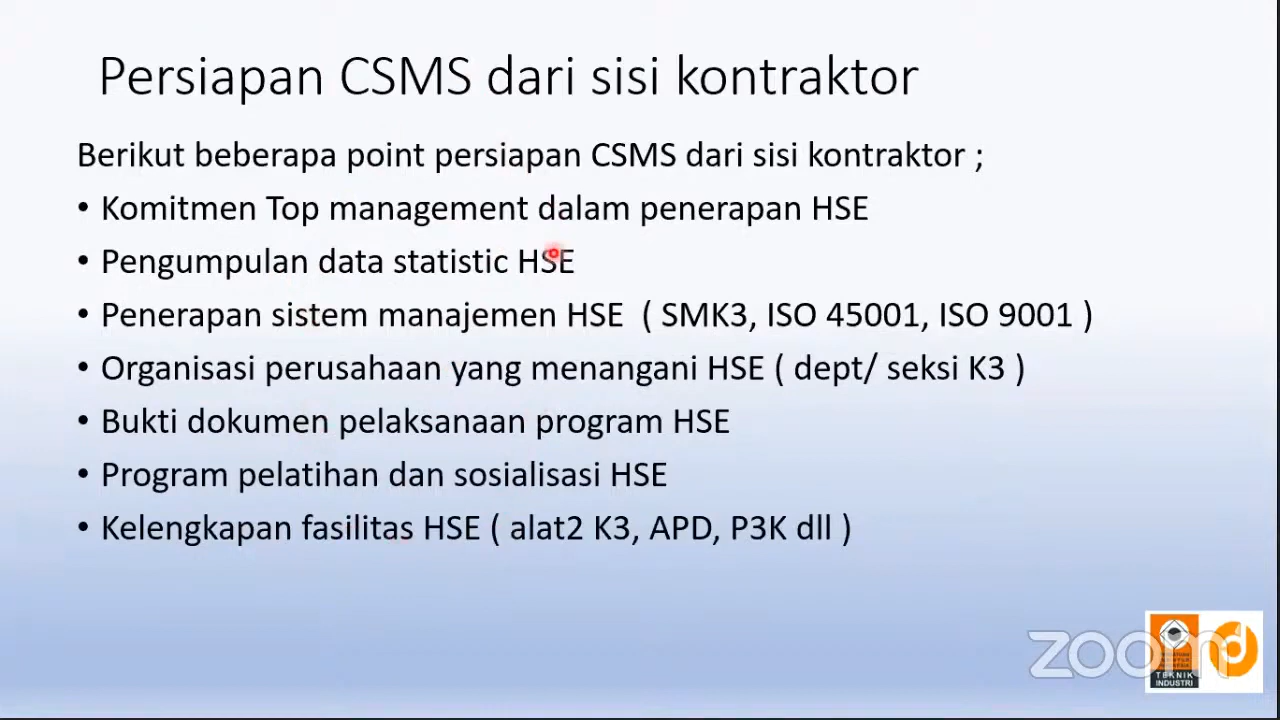 Persiapan CSMS dari sisi kontraktor
Berikut beberapa point persiapan CSMS dari sisi kontraktor ;
• Komitmen Top management dalam penerapan HSE
• Pengumpulan data statistic HSE
• Penerapan sistem manajemen HSE ( SMK3, ISO 45001, ISO 9001 )
• Organisasi perusahaan yang menangani HSE ( dept/ seksi K3 )
• Bukti dokumen pelaksanaan program HSE
• Program pelatihan dan sosialisasi HSE
• Kelengkapan fasilitas HSE ( alat2 K3, APD, P3K dll )
zoom
TEKNIK
INDUSTRI